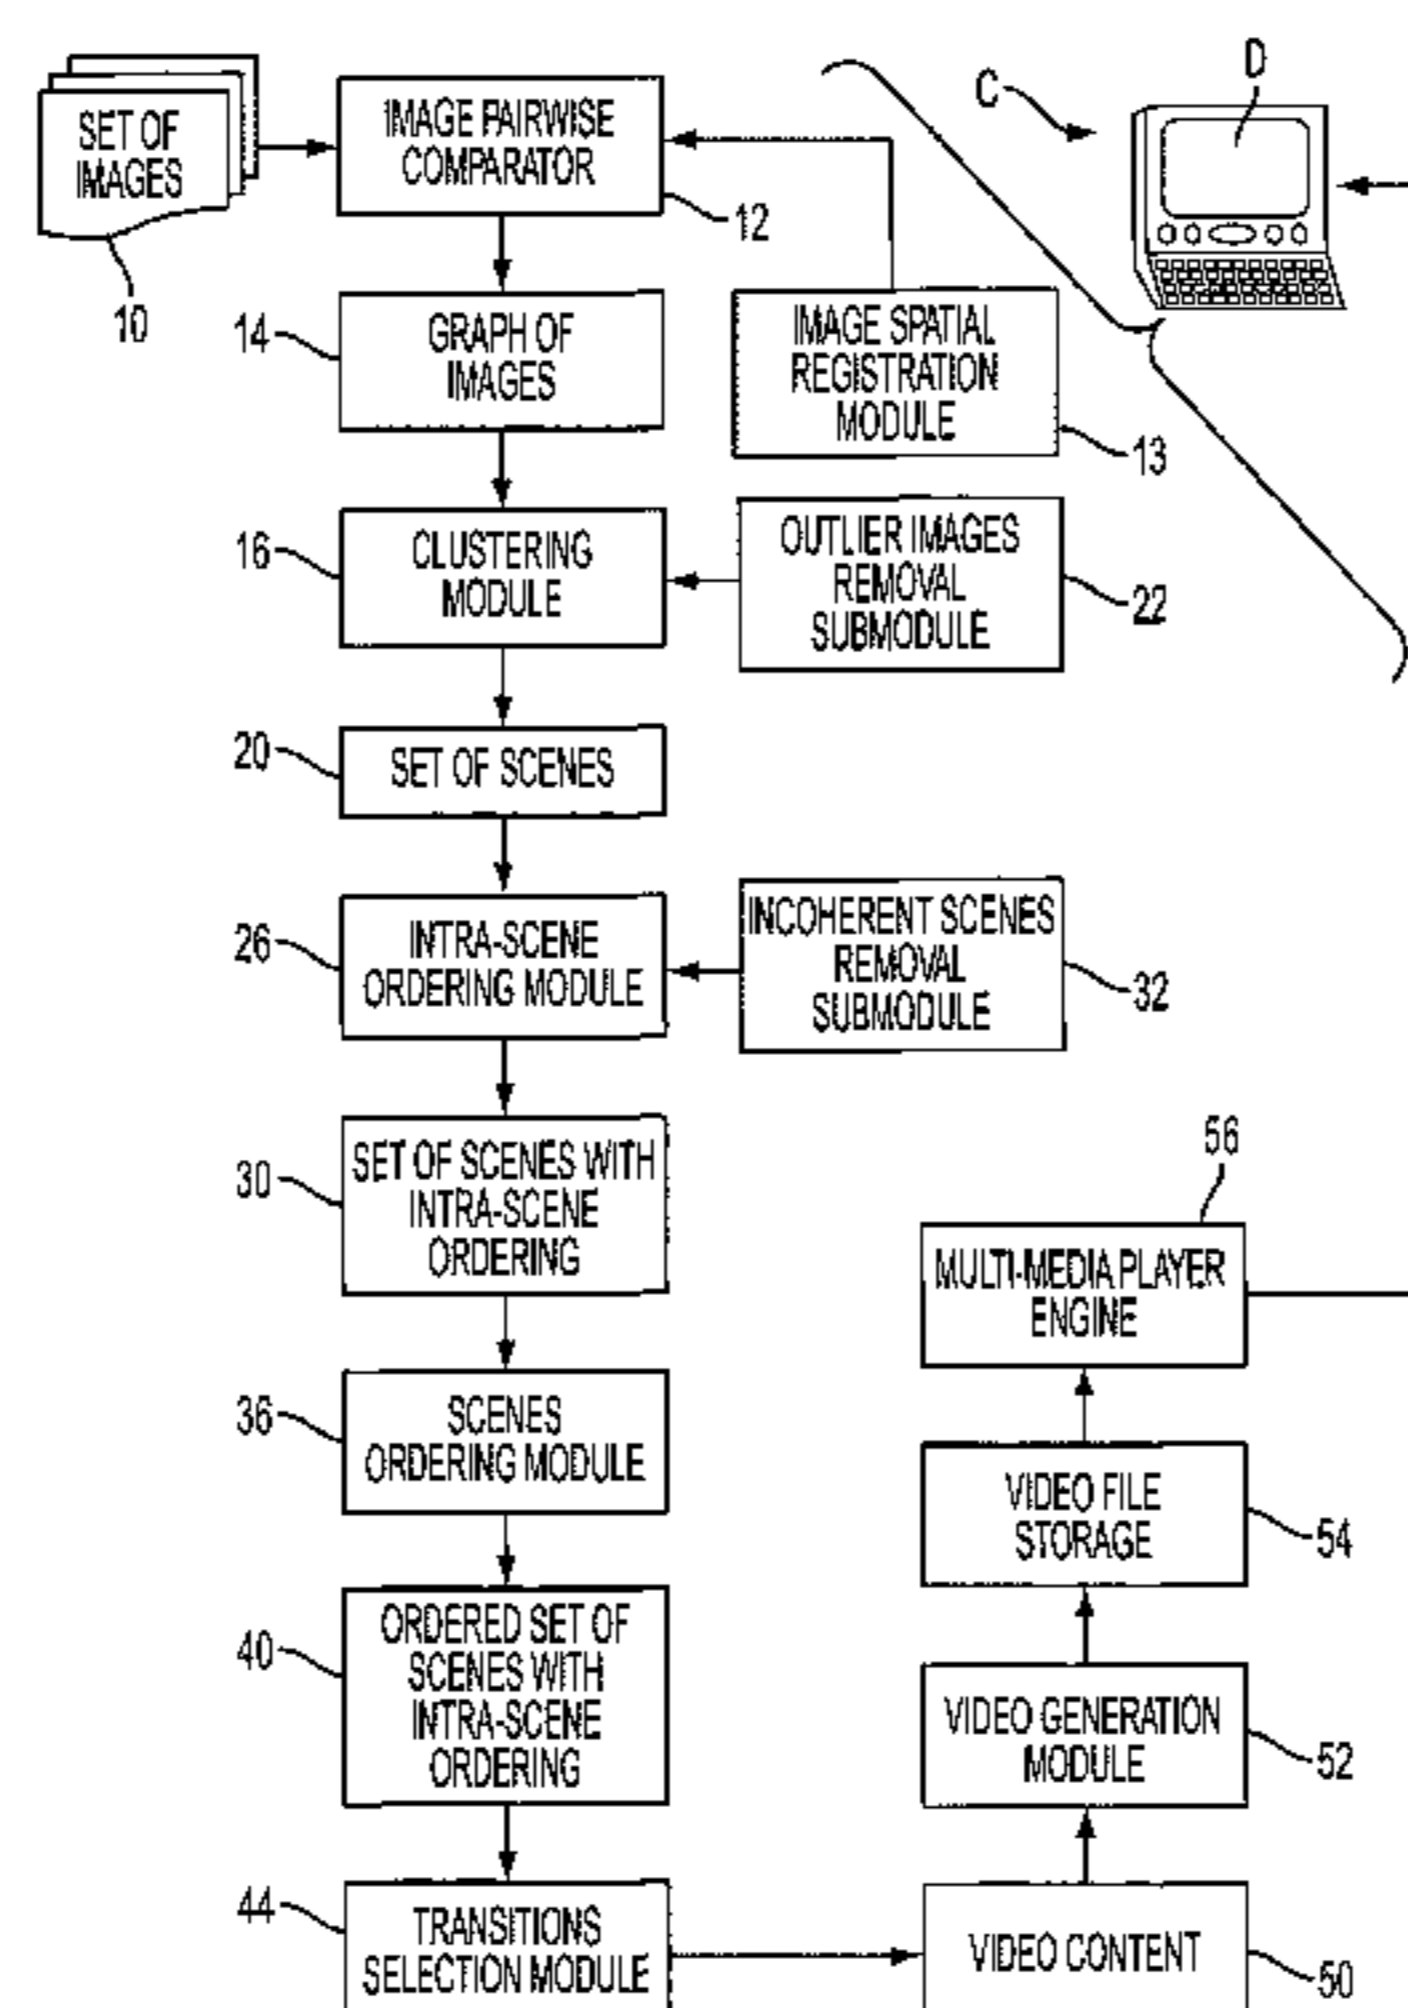 SET OF
IMAGES
10
IMAGE PAIRWISE
COMPARATOR
12
C
D
14
GRAPH OF
IMAGES
IMAGE SPATIAL
REGISTRATION
MODULE
13
16
CLUSTERING
MODULE
OUTLIER IMAGES
REMOVAL
SUBMODULE
22
20
SET OF SCENES
26
INTRA-SCENE
ORDERING MODULE
INCOHERENT SCENES
REMOVAL
SUBMODULE
32
30
SET OF SCENES WITH
INTRA-SCENE
ORDERING
56
MULTI-MEDIA PLAYER
ENGINE
36
SCENES
ORDERING MODULE
VIDEO FILE
STORAGE
54
40
ORDERED SET OF
SCENES WITH
INTRA-SCENE
ORDERING
VIDEO GENERATION
MODULE
52
44
TRANSITIONS
SELECTION MODULE
VIDEO CONTENT
50